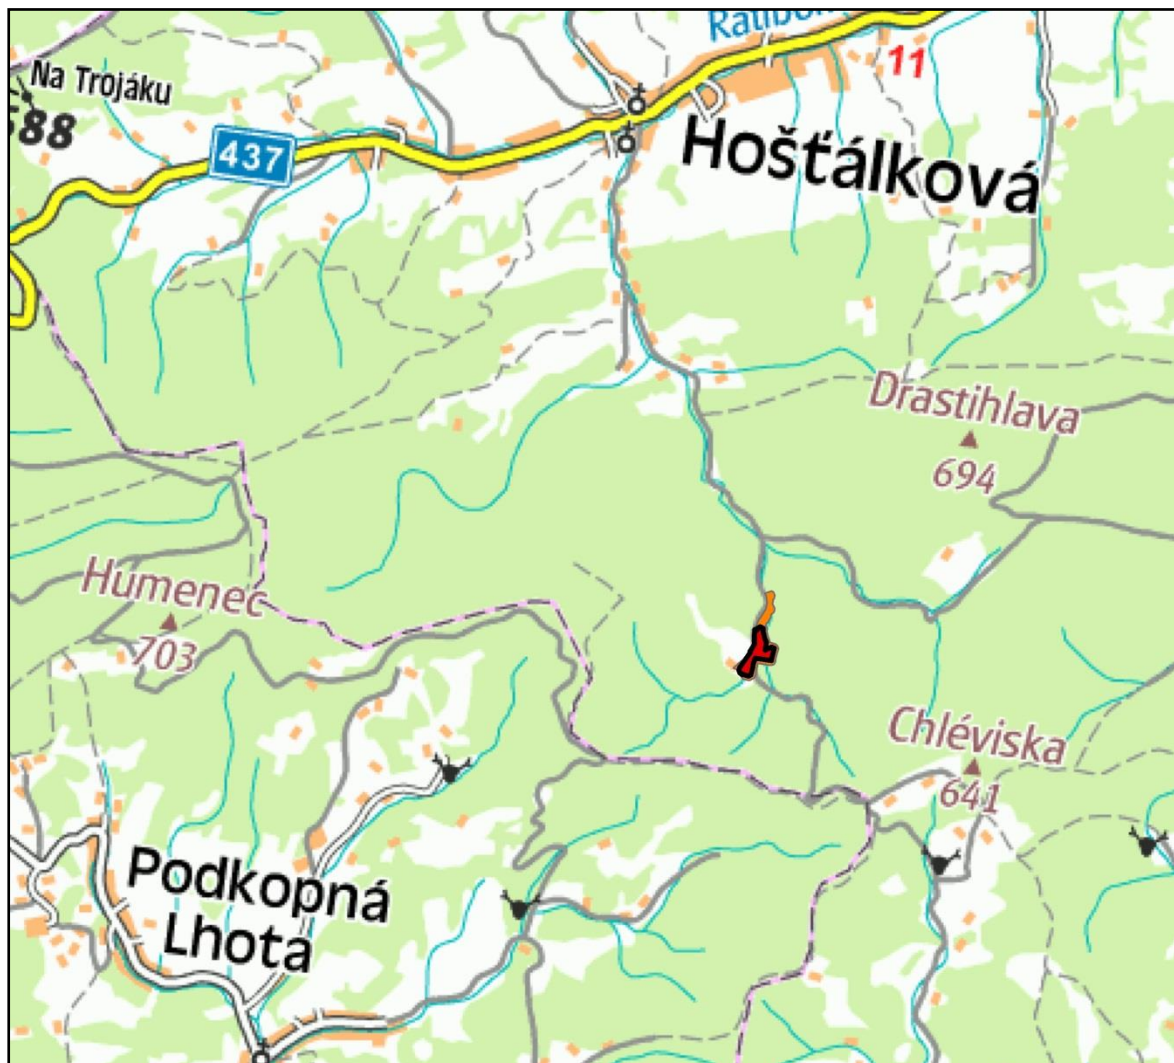 Na Trojáku
437
11
Hošťálková
Drastihlava
694
Humenec
703
Chléviska
641
Podkopná
Lhota